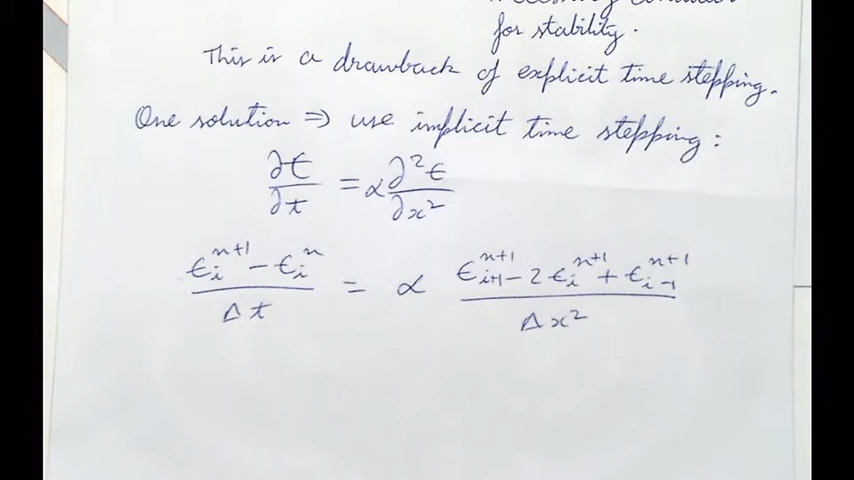 for stability.
This is a drawback of explicit time stepping.
One solution ⇒ use implicit time stepping:
∂ϵ/∂t = α ∂²ϵ/∂x²
(ϵ_i^{n+1} - ϵ_i^n)/Δt = α (ϵ_{i+1}^{n+1} - 2ϵ_i^{n+1} + ϵ_{i-1}^{n+1})/Δx²